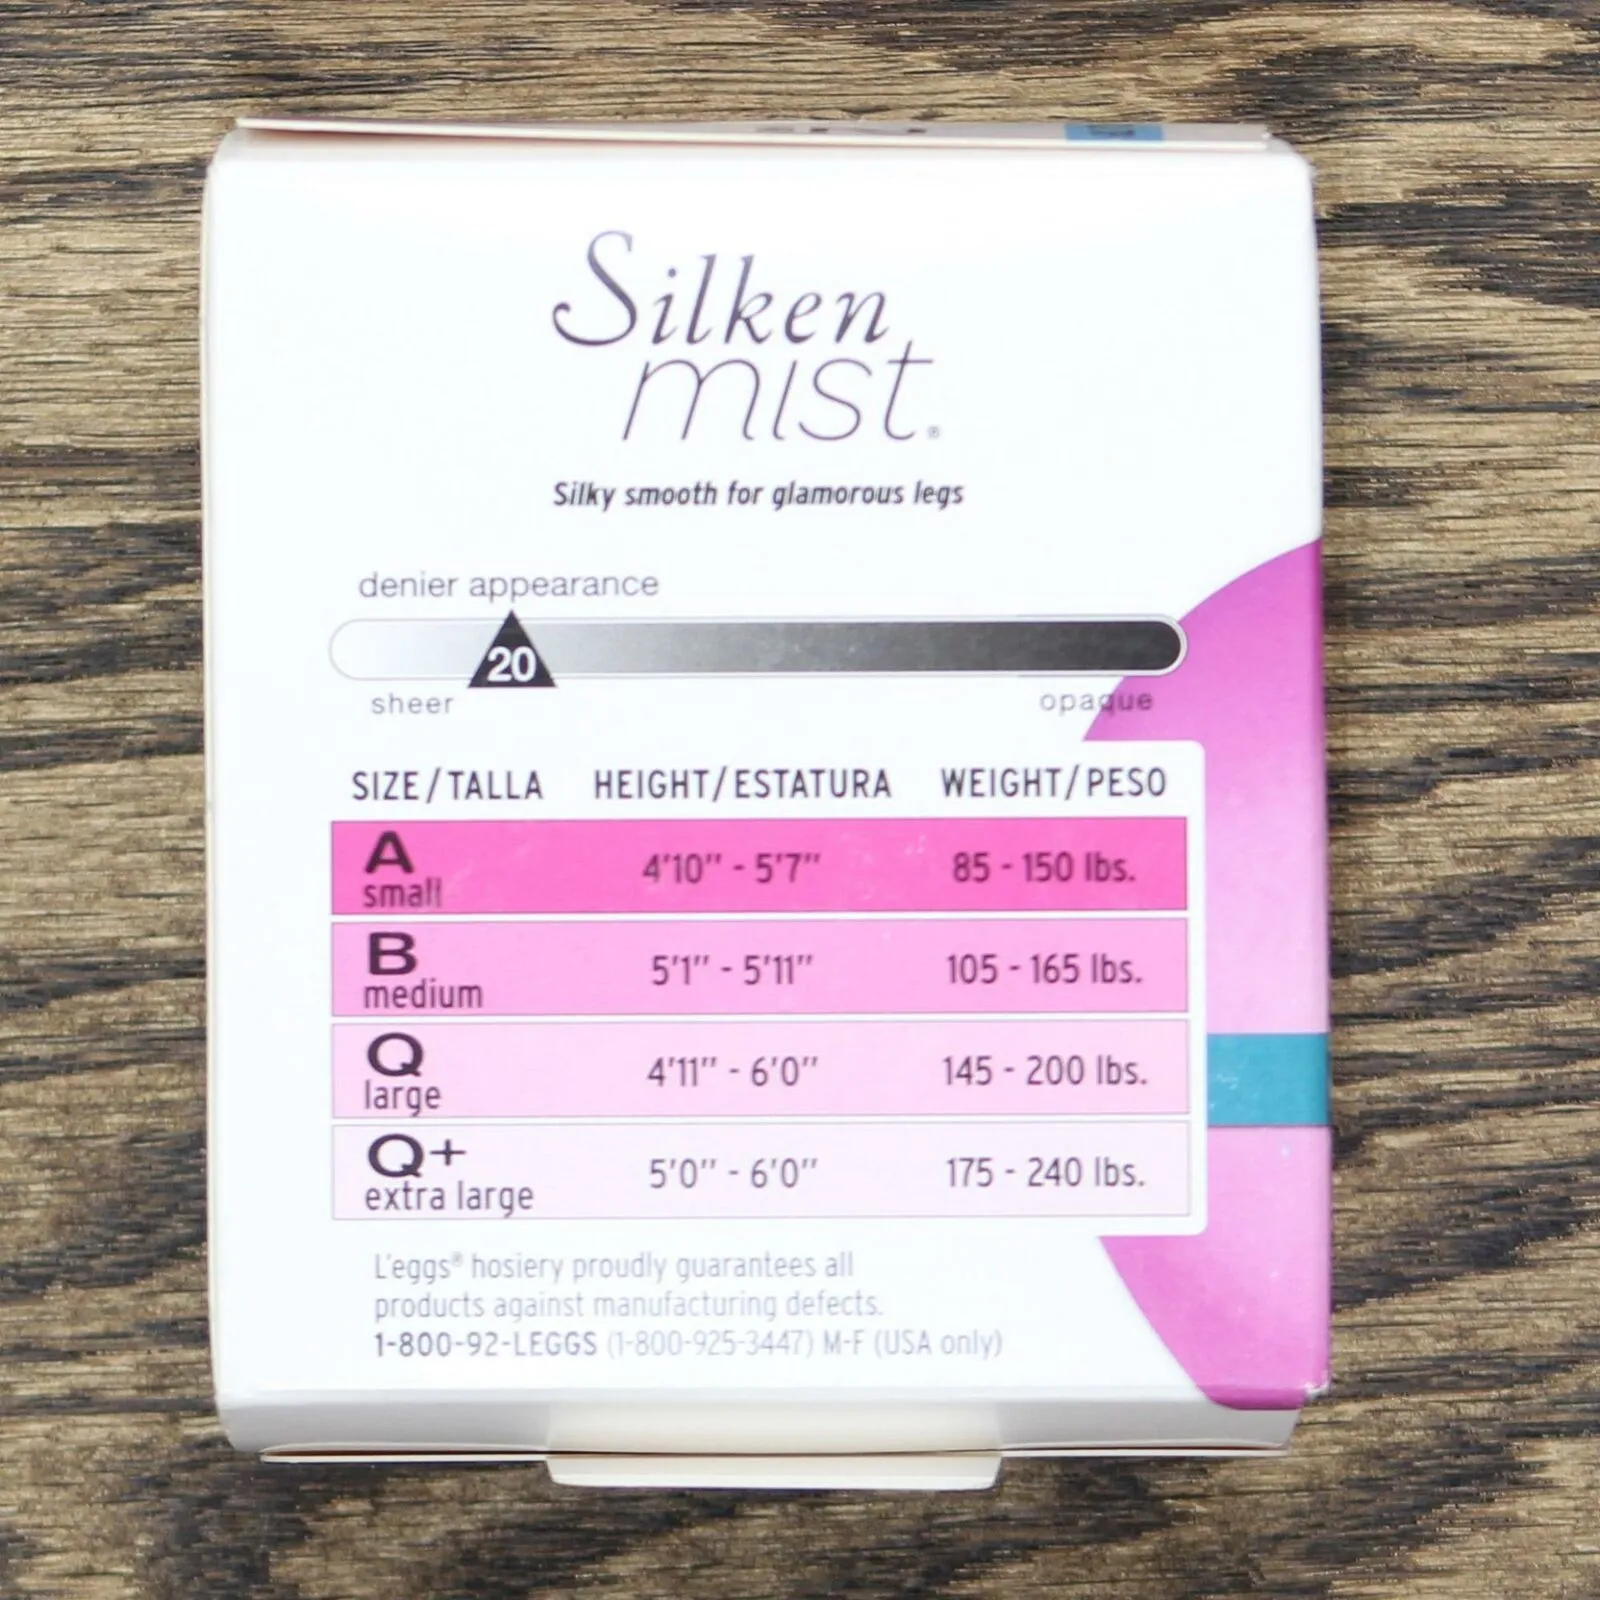 Silken
mist®
Silky smooth for glamorous legs
denier appearance
20
sheer opaque
SIZE/TALLA HEIGHT/ESTATURA WEIGHT/PESO
A
small 4'10" - 5'7" 85 - 150 lbs.
B
medium 5'1" - 5'11" 105 - 165 lbs.
Q
large 4'11" - 6'0" 145 - 200 lbs.
Q+
extra large 5'0" - 6'0" 175 - 240 lbs.
L'eggs® hosiery proudly guarantees all
products against manufacturing defects.
1-800-92-LEGGS (1-800-925-3447) M-F (USA only)